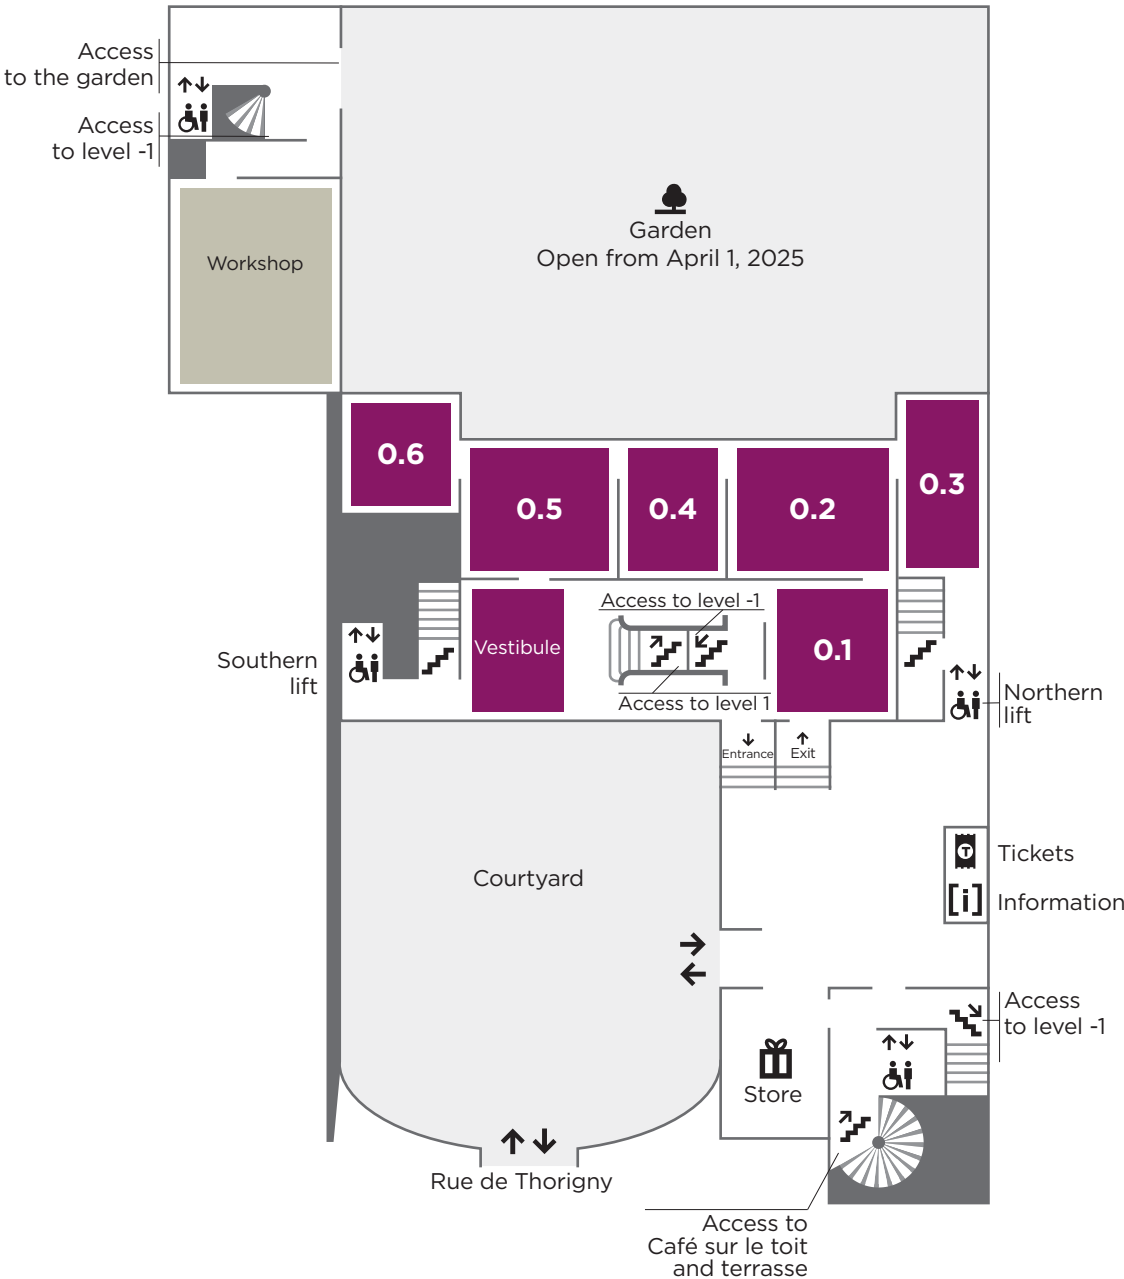 Access
to the garden
Access
to level -1
Garden
Open from April 1, 2025
Workshop
0.6
0.5
0.4
0.2
0.3
Access to level -1
Vestibule
0.1
Access to level 1
Southern
lift
Northern
lift
Entrance
Exit
Courtyard
T
Tickets
[i]
Information
Access
to level -1
Store
Rue de Thorigny
Access to
Café sur le toit
and terrasse